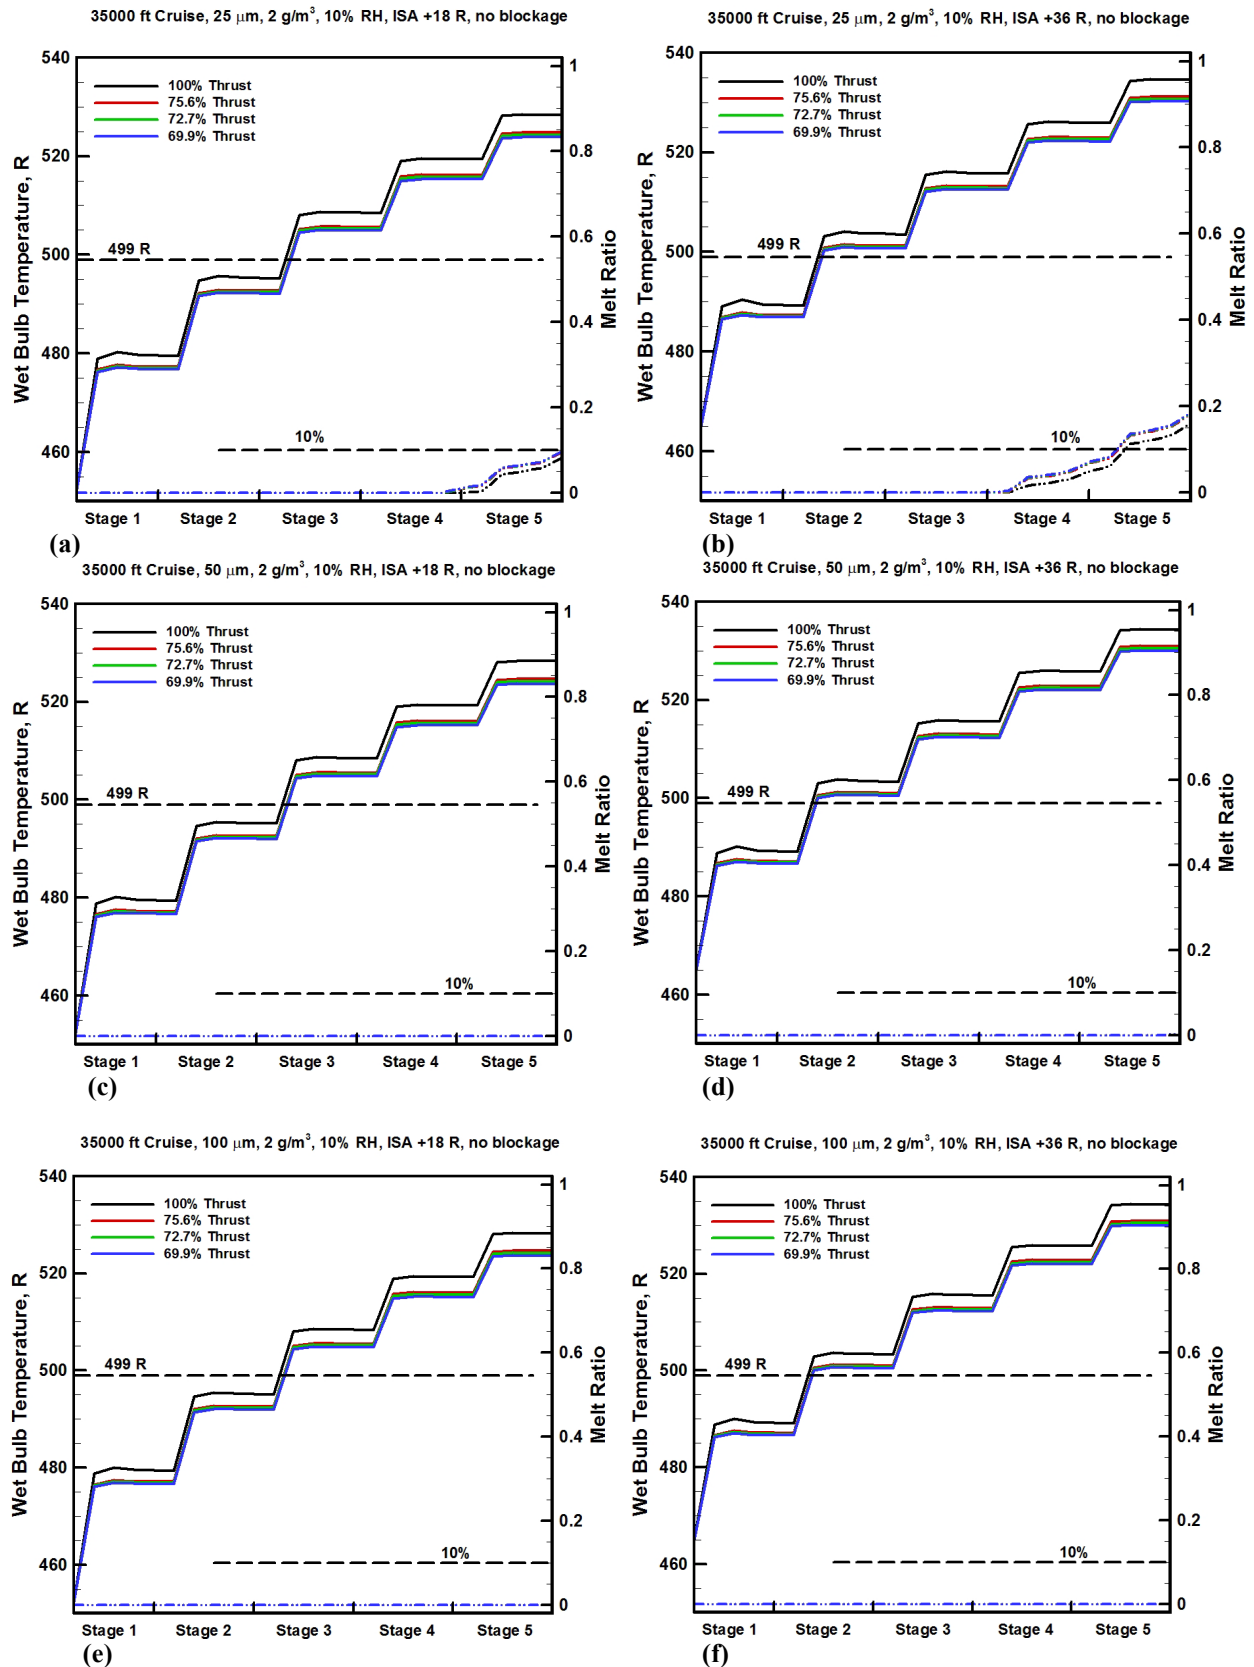 35000 ft Cruise, 25 μm, 2 g/m³, 10% RH, ISA +18 R, no blockage
540
520
500
480
460
Wet Bulb Temperature, R
100% Thrust
75.6% Thrust
72.7% Thrust
69.9% Thrust
499 R
10%
1
0.8
0.6
0.4
0.2
0
Melt Ratio
Stage 1 Stage 2 Stage 3 Stage 4 Stage 5
(a)
35000 ft Cruise, 25 μm, 2 g/m³, 10% RH, ISA +36 R, no blockage
540
520
500
480
460
Wet Bulb Temperature, R
100% Thrust
75.6% Thrust
72.7% Thrust
69.9% Thrust
499 R
10%
1
0.8
0.6
0.4
0.2
0
Melt Ratio
Stage 1 Stage 2 Stage 3 Stage 4 Stage 5
(b)
35000 ft Cruise, 50 μm, 2 g/m³, 10% RH, ISA +18 R, no blockage
540
520
500
480
460
Wet Bulb Temperature, R
100% Thrust
75.6% Thrust
72.7% Thrust
69.9% Thrust
499 R
10%
1
0.8
0.6
0.4
0.2
0
Melt Ratio
Stage 1 Stage 2 Stage 3 Stage 4 Stage 5
(c)
35000 ft Cruise, 50 μm, 2 g/m³, 10% RH, ISA +36 R, no blockage
540
520
500
480
460
Wet Bulb Temperature, R
100% Thrust
75.6% Thrust
72.7% Thrust
69.9% Thrust
499 R
10%
1
0.8
0.6
0.4
0.2
0
Melt Ratio
Stage 1 Stage 2 Stage 3 Stage 4 Stage 5
(d)
35000 ft Cruise, 100 μm, 2 g/m³, 10% RH, ISA +18 R, no blockage
540
520
500
480
460
Wet Bulb Temperature, R
100% Thrust
75.6% Thrust
72.7% Thrust
69.9% Thrust
499 R
10%
1
0.8
0.6
0.4
0.2
0
Melt Ratio
Stage 1 Stage 2 Stage 3 Stage 4 Stage 5
(e)
35000 ft Cruise, 100 μm, 2 g/m³, 10% RH, ISA +36 R, no blockage
540
520
500
480
460
Wet Bulb Temperature, R
100% Thrust
75.6% Thrust
72.7% Thrust
69.9% Thrust
499 R
10%
1
0.8
0.6
0.4
0.2
0
Melt Ratio
Stage 1 Stage 2 Stage 3 Stage 4 Stage 5
(f)